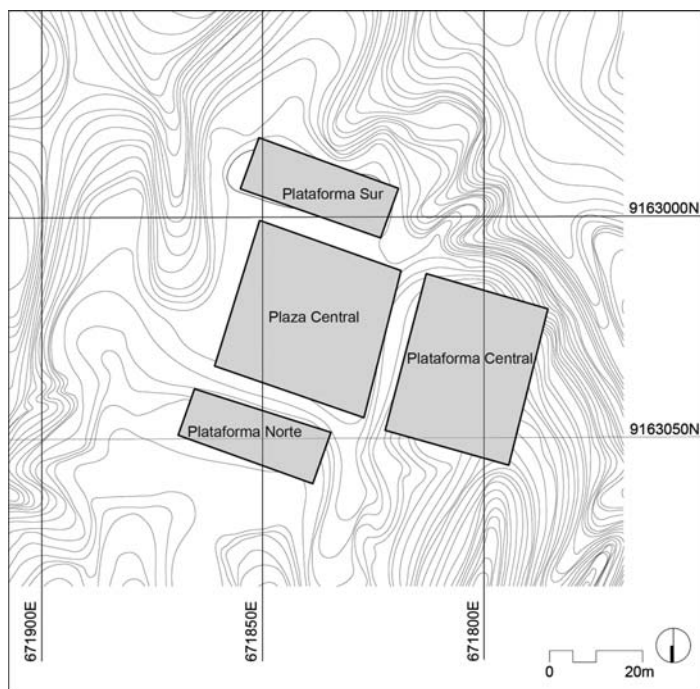 Plataforma Sur
9163000N
Plaza Central
Plataforma Central
Plataforma Norte
9163050N
671900E
671850E
671800E
0
20m